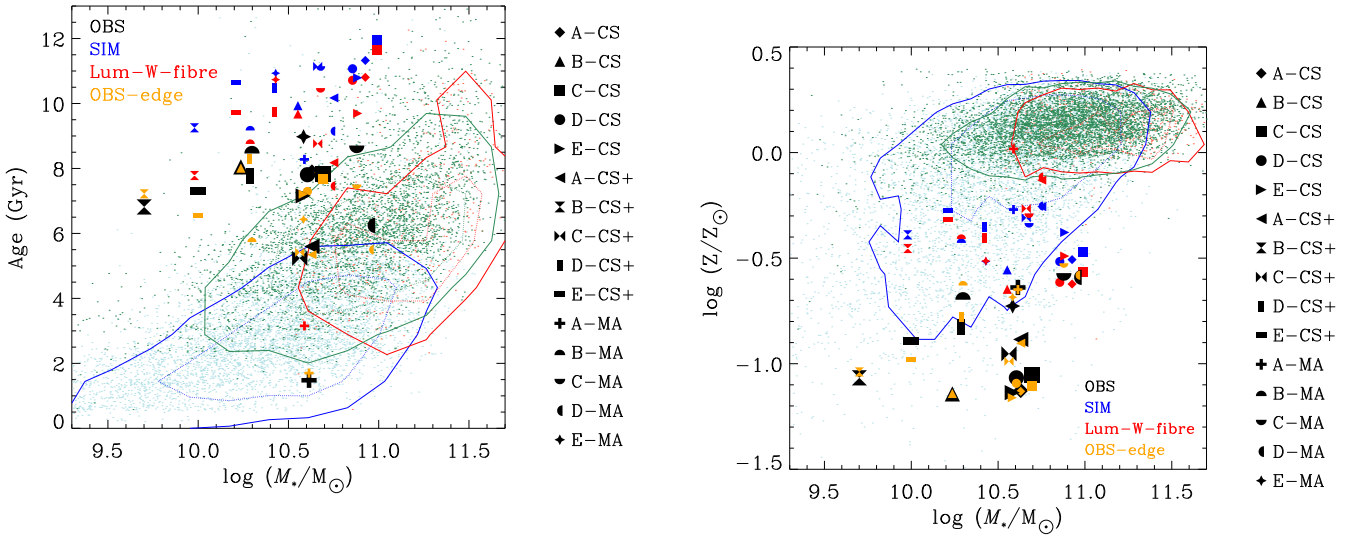 OBS
SIM
Lum-W-fibre
OBS-edge
Age (Gyr)
12
10
8
6
4
2
0
9.5 10.0 10.5 11.0 11.5
log (M*/M☉)
A-CS
B-CS
C-CS
D-CS
E-CS
A-CS+
B-CS+
C-CS+
D-CS+
E-CS+
A-MA
B-MA
C-MA
D-MA
E-MA
log (Z/Z☉)
0.5
0.0
−0.5
−1.0
−1.5
OBS
SIM
Lum-W-fibre
OBS-edge
9.5 10.0 10.5 11.0 11.5
log (M*/M☉)
A-CS
B-CS
C-CS
D-CS
E-CS
A-CS+
B-CS+
C-CS+
D-CS+
E-CS+
A-MA
B-MA
C-MA
D-MA
E-MA